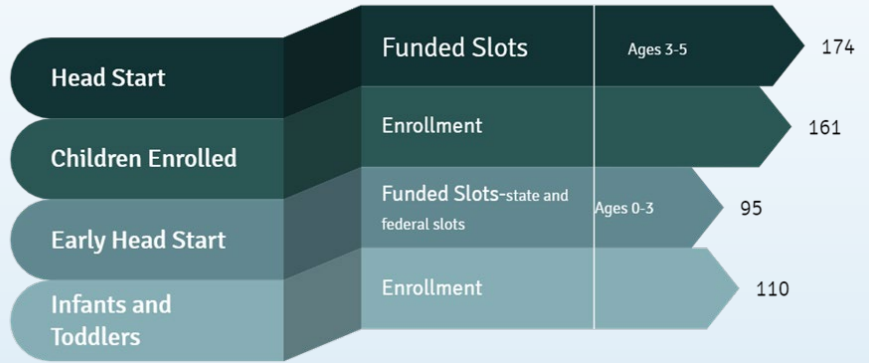 Head Start
Funded Slots
Ages 3-5
174
Children Enrolled
Enrollment
161
Early Head Start
Funded Slots-state and
federal slots
Ages 0-3
95
Infants and
Toddlers
Enrollment
110